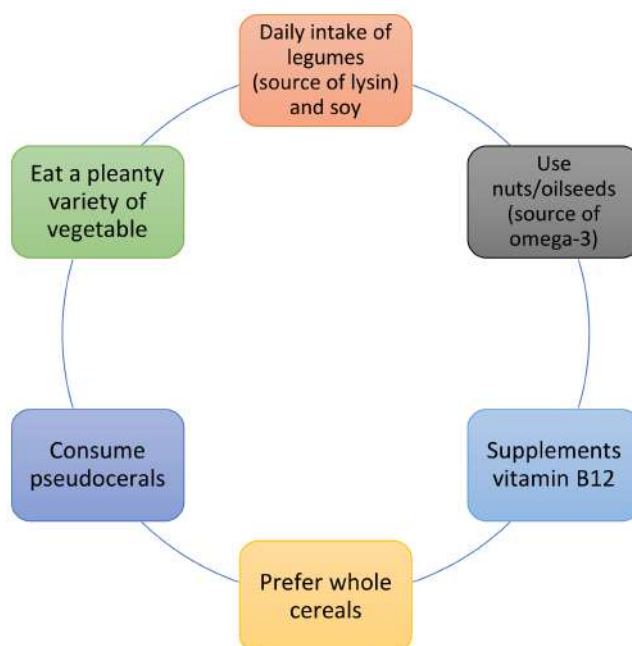 Daily intake of
legumes
(source of lysin)
and soy
Use
nuts/oilseeds
(source of
omega-3)
Supplements
vitamin B12
Prefer whole
cereals
Consume
pseudocerals
Eat a pleanty
variety of
vegetable